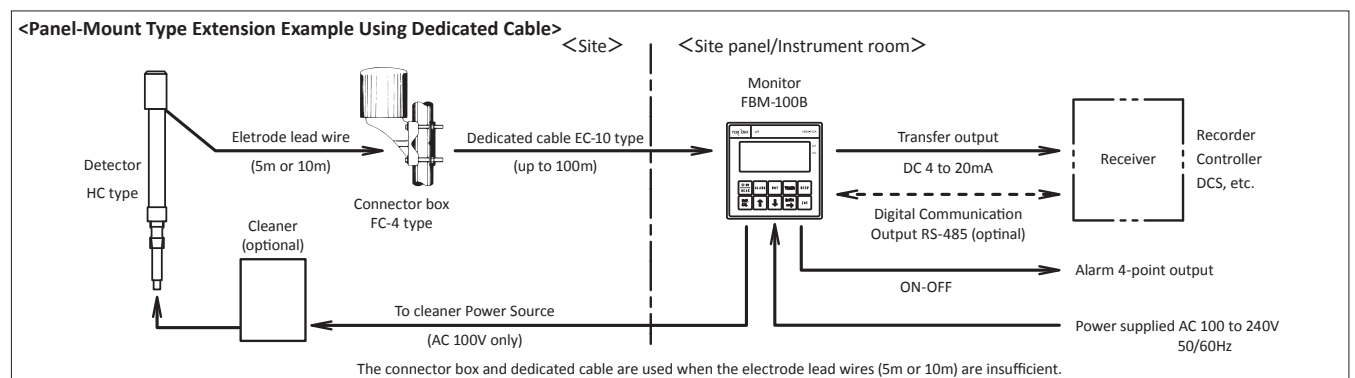 <Panel-Mount Type Extension Example Using Dedicated Cable>
<Site>
<Site panel/Instrument room>
Monitor
FBM-100B
Detector
HC type
Eletrode lead wire
(5m or 10m)
Connector box
FC-4 type
Dedicated cable EC-10 type
(up to 100m)
Transfer output
DC 4 to 20mA
Receiver
Recorder
Controller
DCS, etc.
Digital Communication
Output RS-485 (optinal)
Cleaner
(optional)
Alarm 4-point output
ON-OFF
To cleaner Power Source
(AC 100V only)
Power supplied AC 100 to 240V
50/60Hz
The connector box and dedicated cable are used when the electrode lead wires (5m or 10m) are insufficient.